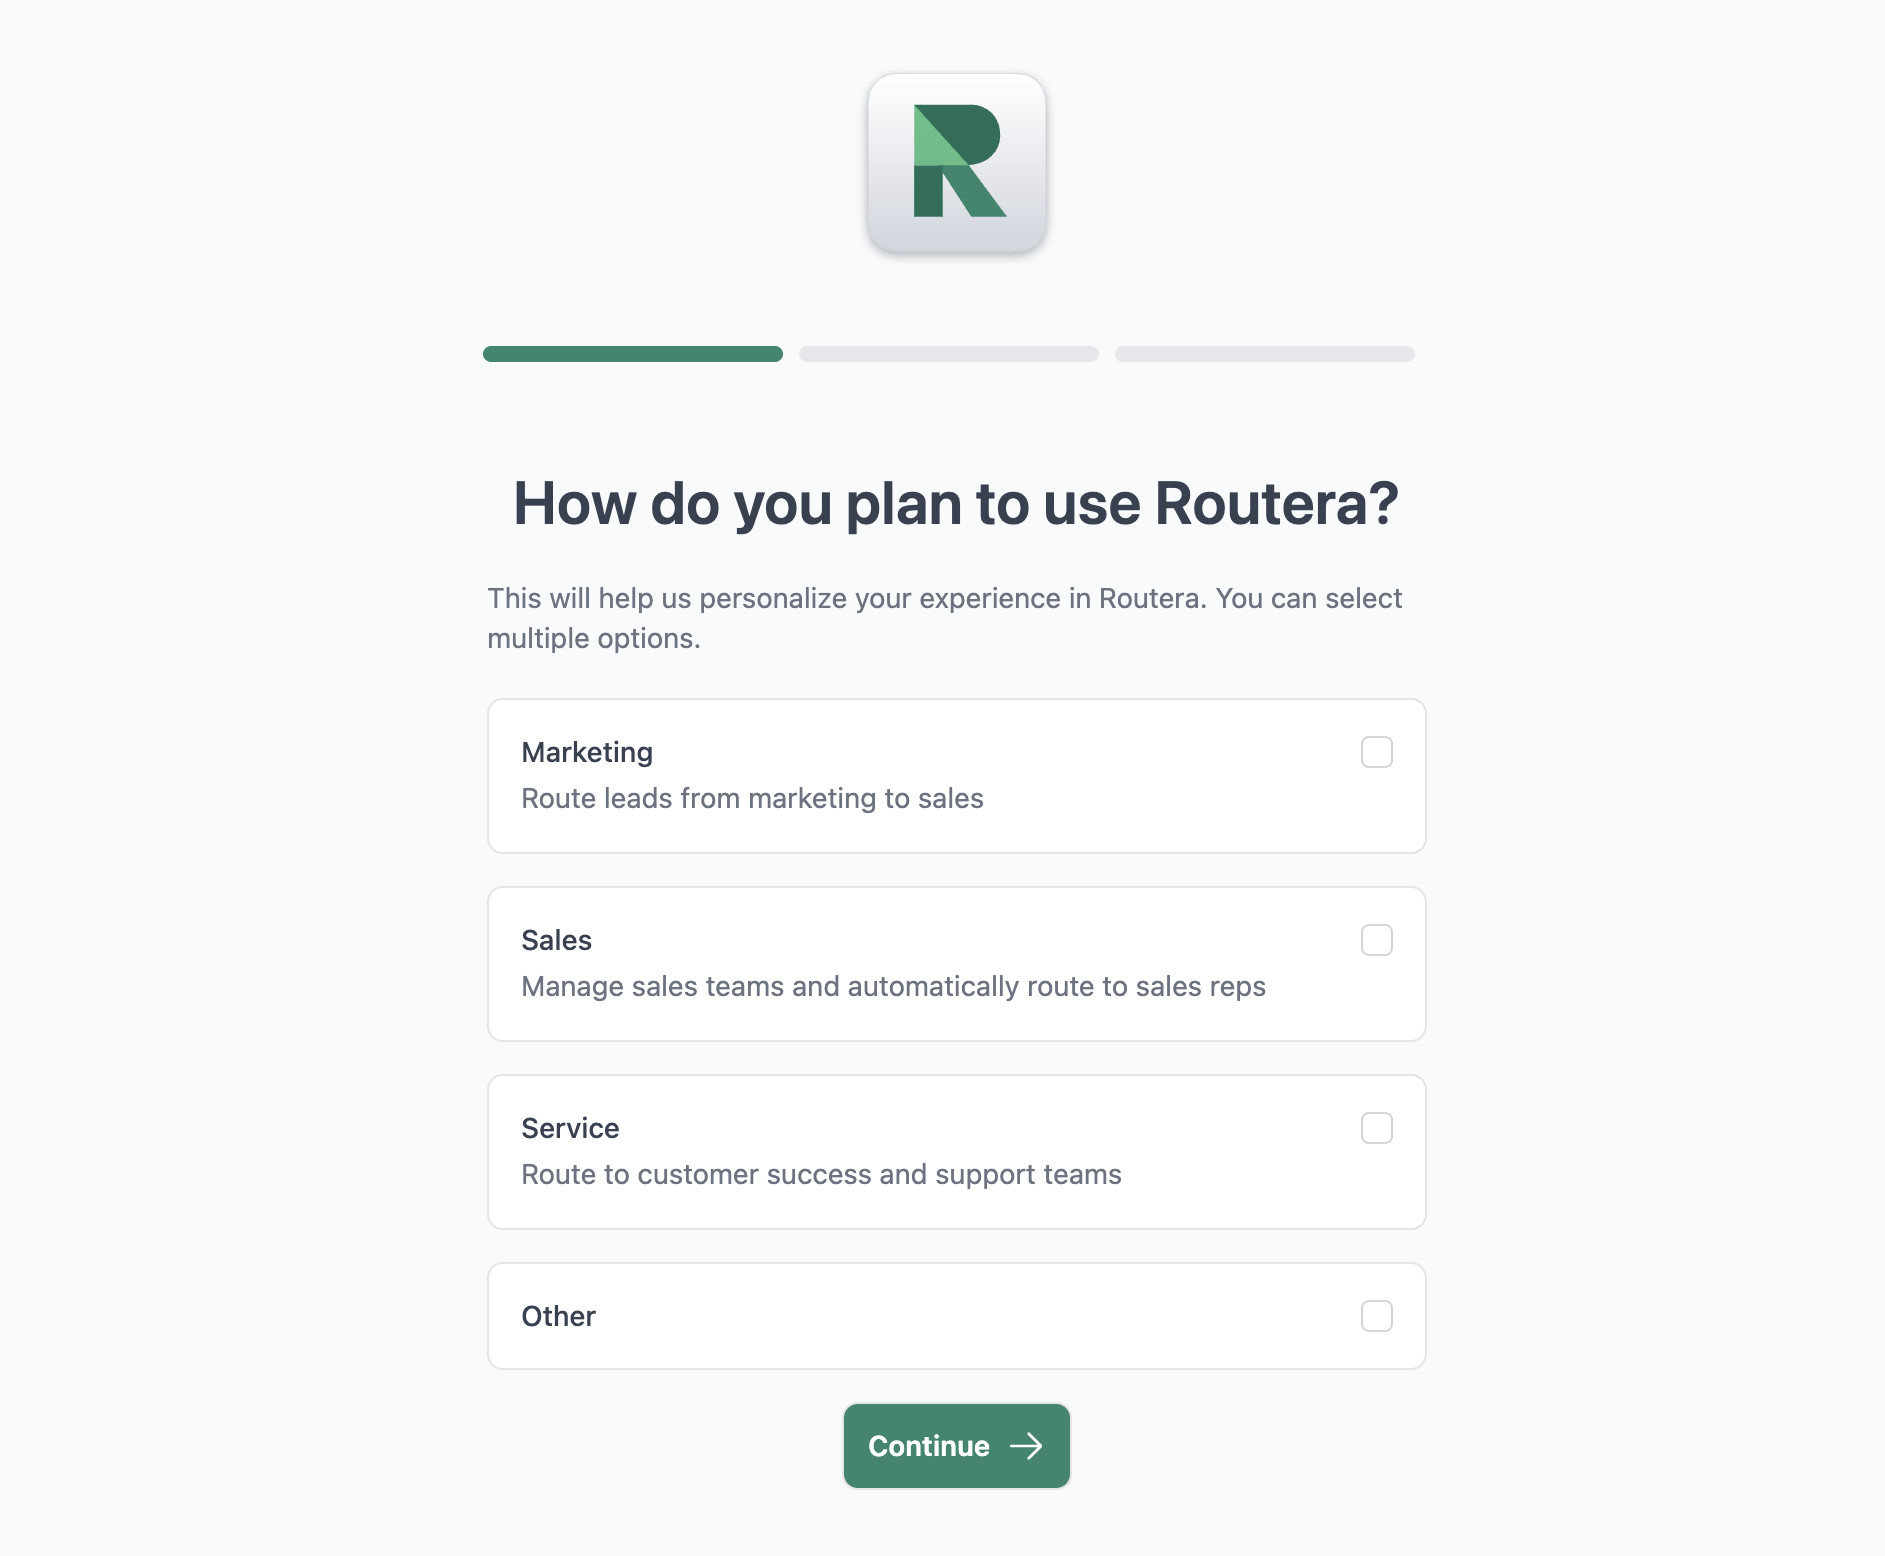 R
How do you plan to use Routera?
This will help us personalize your experience in Routera. You can select
multiple options.
Marketing
Route leads from marketing to sales
Sales
Manage sales teams and automatically route to sales reps
Service
Route to customer success and support teams
Other
Continue →